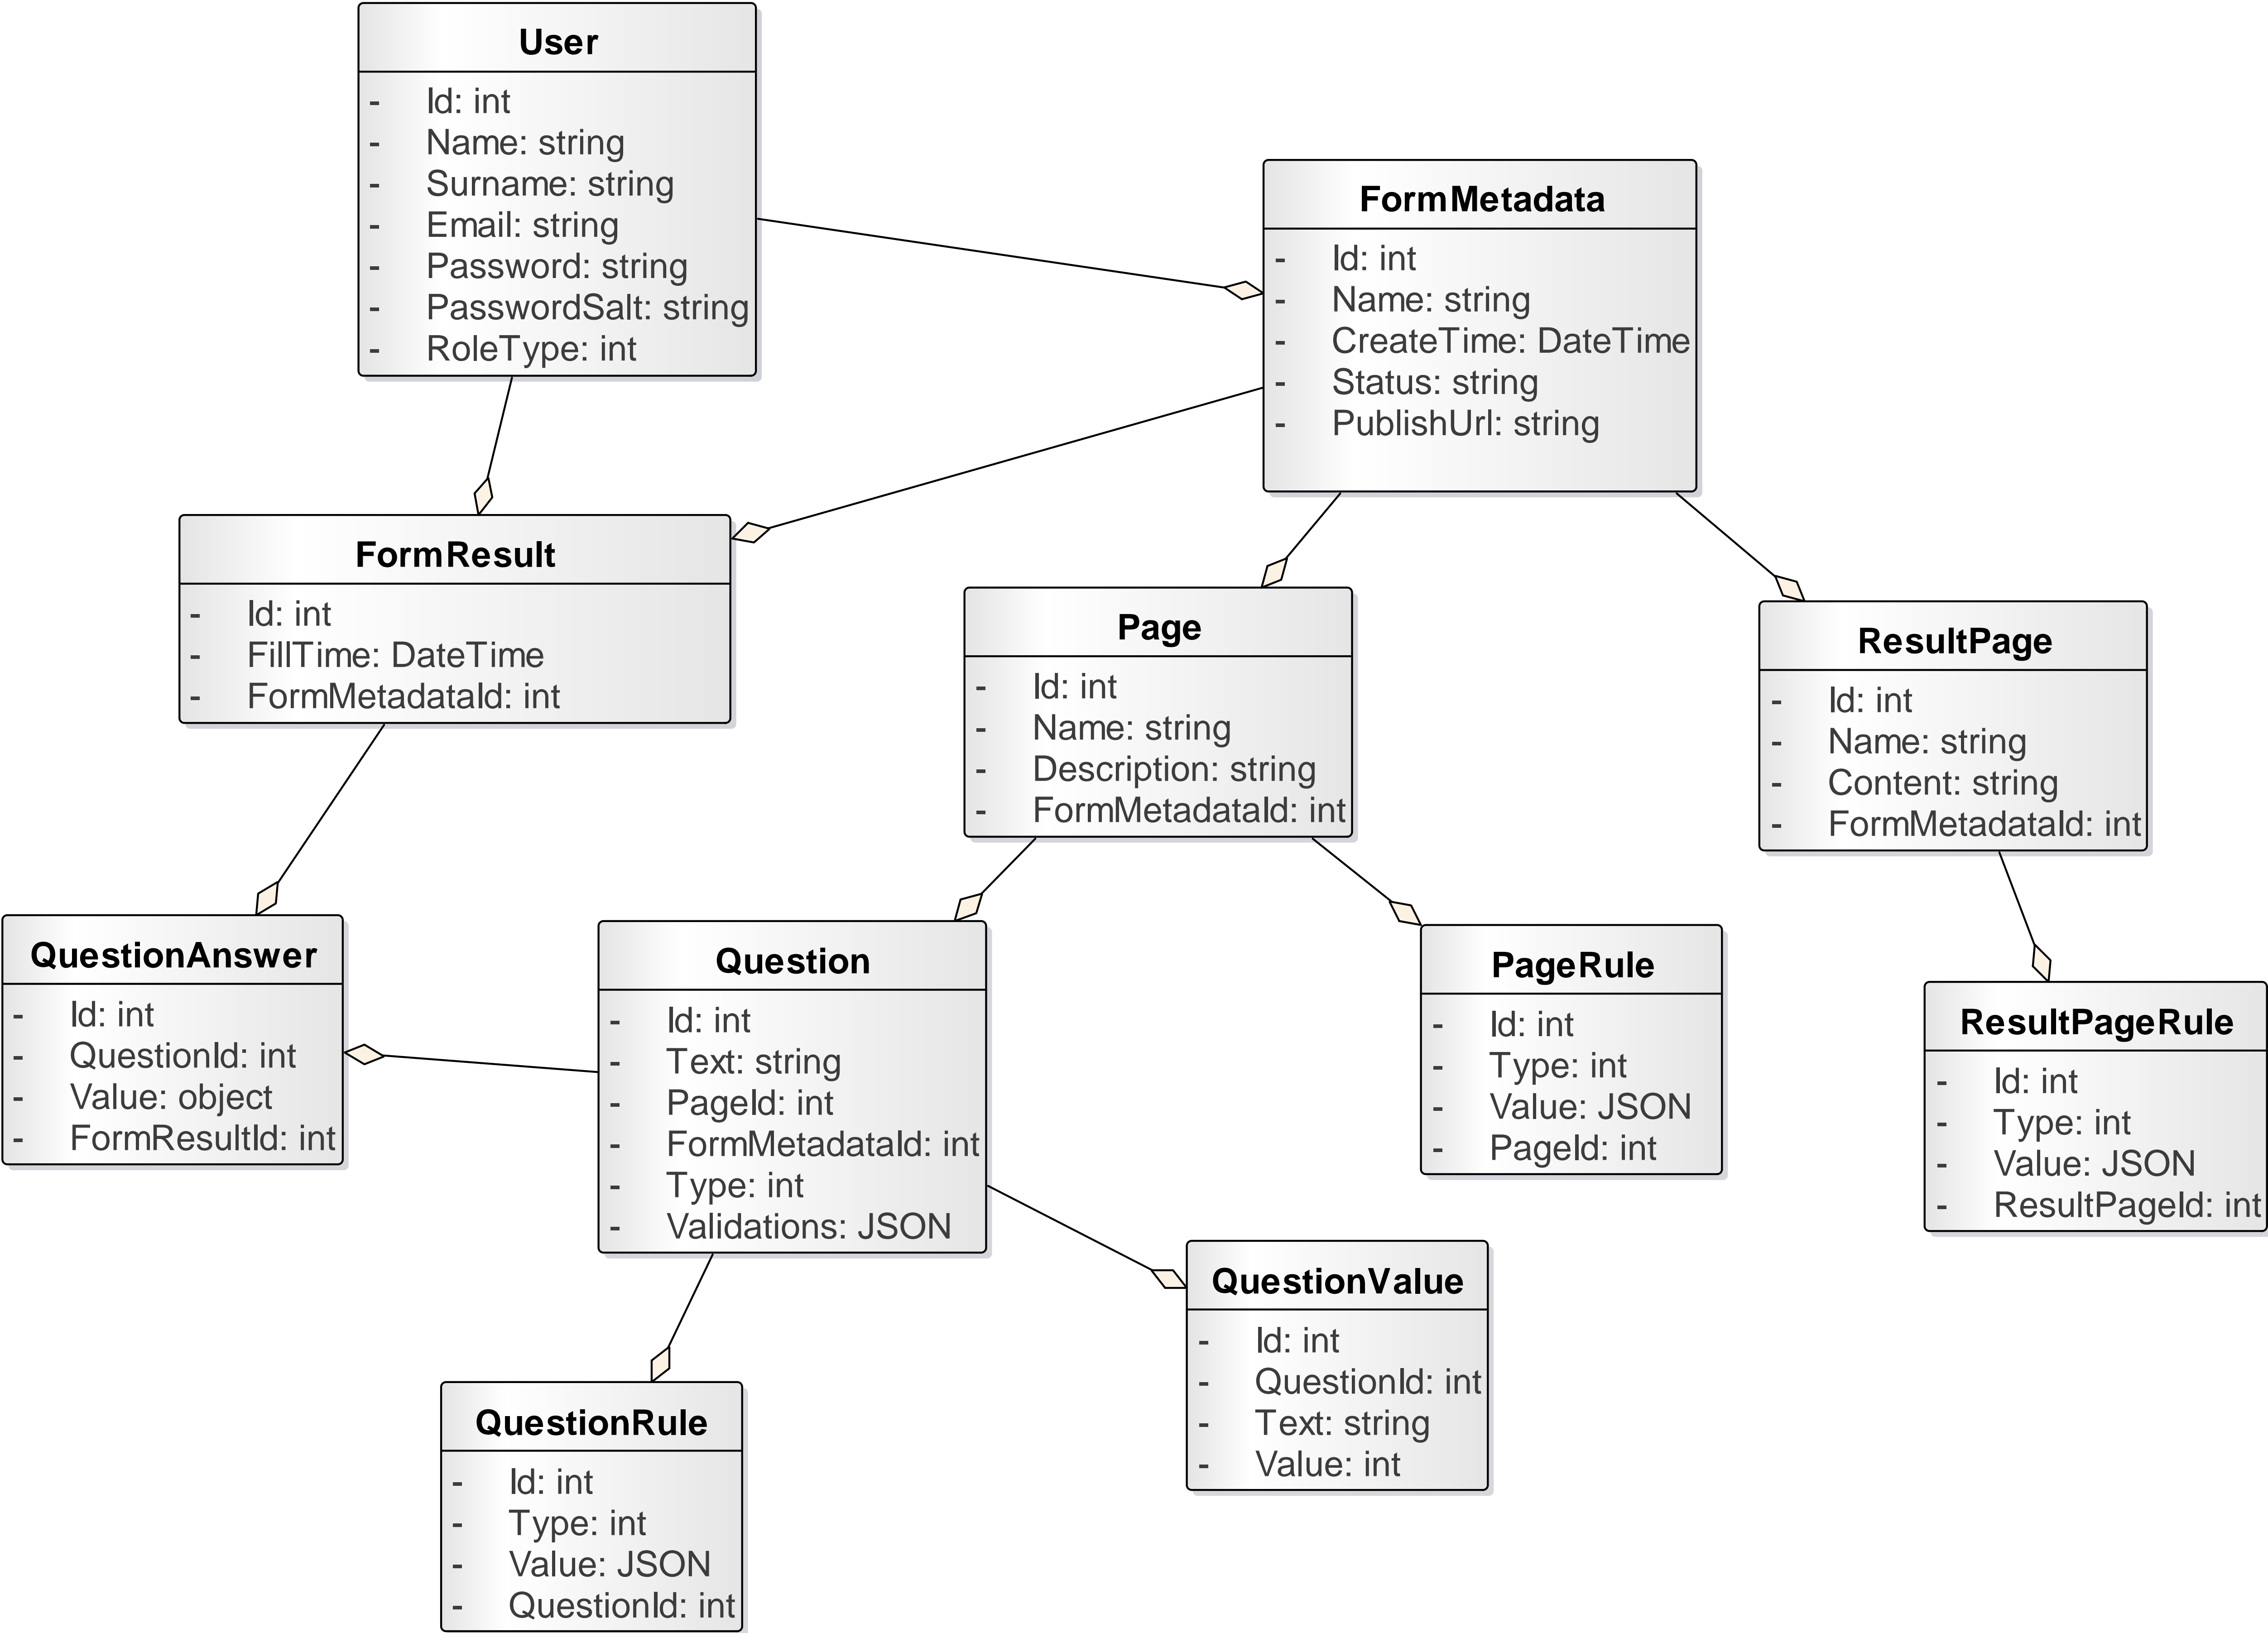 User
- Id: int
- Name: string
- Surname: string
- Email: string
- Password: string
- PasswordSalt: string
- RoleType: int
FormMetadata
- Id: int
- Name: string
- CreateTime: DateTime
- Status: string
- PublishUrl: string
FormResult
- Id: int
- FillTime: DateTime
- FormMetadataId: int
Page
- Id: int
- Name: string
- Description: string
- FormMetadataId: int
ResultPage
- Id: int
- Name: string
- Content: string
- FormMetadataId: int
QuestionAnswer
- Id: int
- QuestionId: int
- Value: object
- FormResultId: int
Question
- Id: int
- Text: string
- PageId: int
- FormMetadataId: int
- Type: int
- Validations: JSON
PageRule
- Id: int
- Type: int
- Value: JSON
- PageId: int
ResultPageRule
- Id: int
- Type: int
- Value: JSON
- ResultPageId: int
QuestionValue
- Id: int
- QuestionId: int
- Text: string
- Value: int
QuestionRule
- Id: int
- Type: int
- Value: JSON
- QuestionId: int